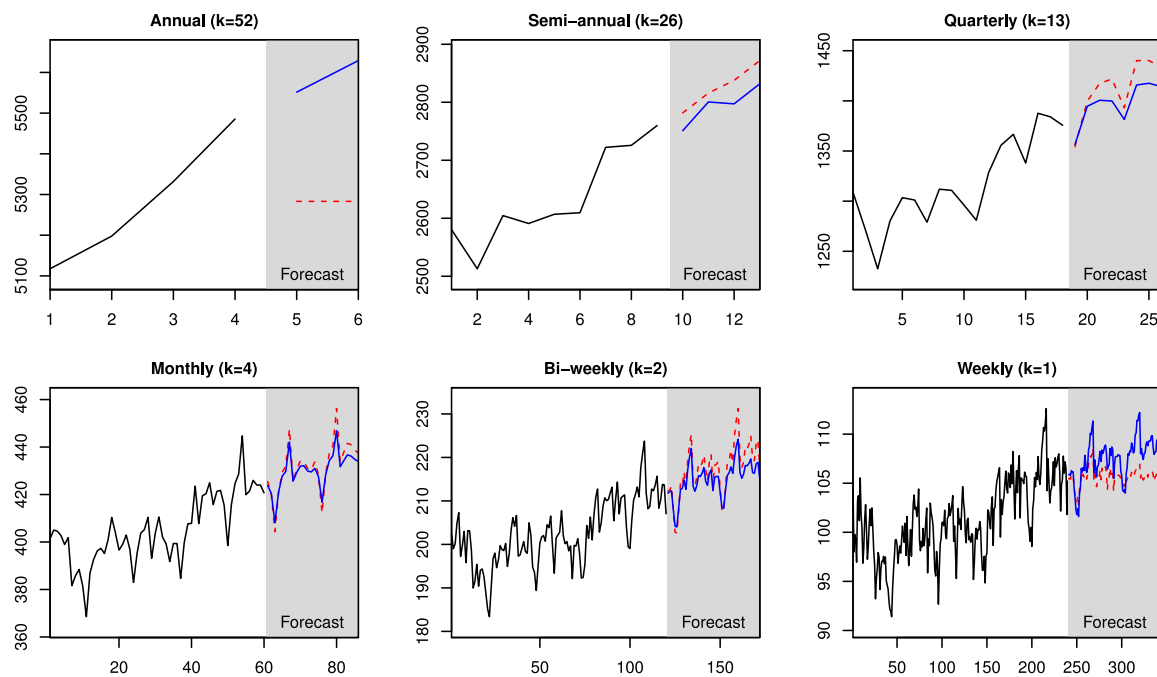 Annual (k=52)
5100 5300 5500
Forecast
1 2 3 4 5 6
Semi−annual (k=26)
2500 2600 2700 2800 2900
Forecast
2 4 6 8 10 12
Quarterly (k=13)
1250 1350 1450
Forecast
5 10 15 20 25
Monthly (k=4)
360 380 400 420 440 460
Forecast
20 40 60 80
Bi−weekly (k=2)
180 190 200 210 220 230
Forecast
50 100 150
Weekly (k=1)
90 95 100 105 110
Forecast
50 100 150 200 250 300